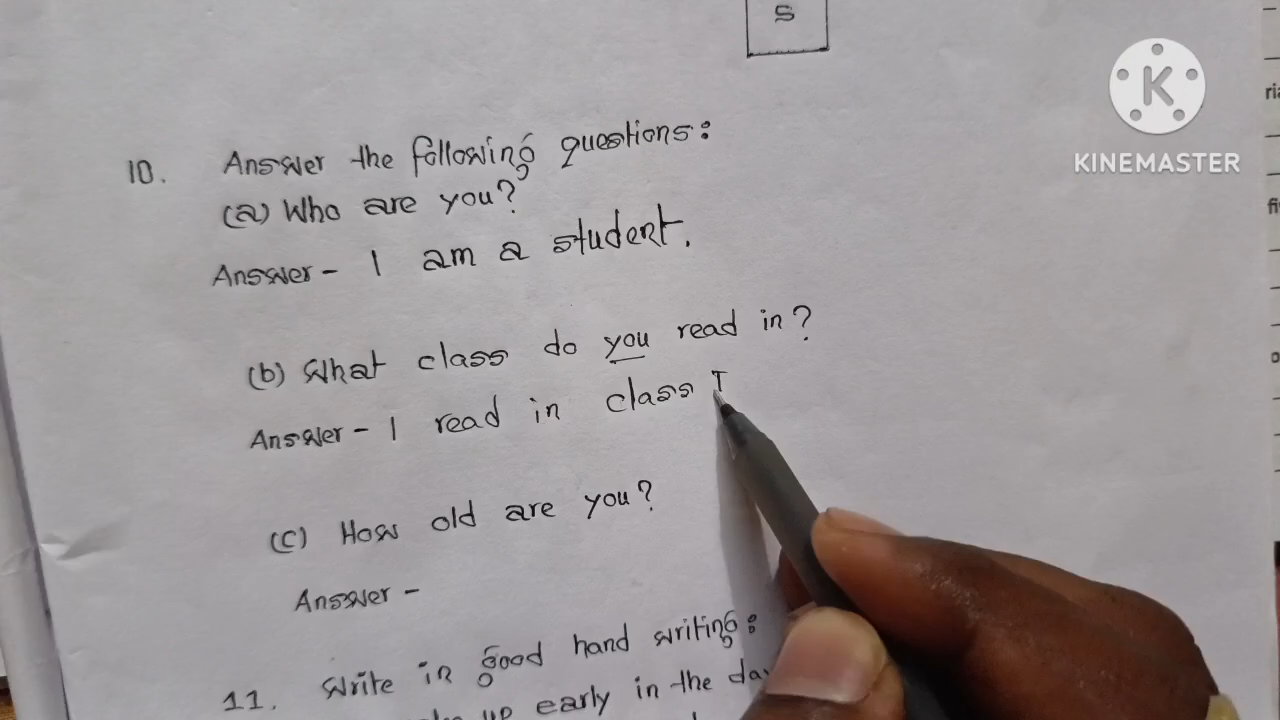 S
10. Answer the following questions:
(a) Who are you?
Answer - I am a student.
(b) What class do you read in?
Answer - I read in class I
(c) How old are you?
Answer -
11. Write in good hand writing:
up early in the day
KINEMASTER